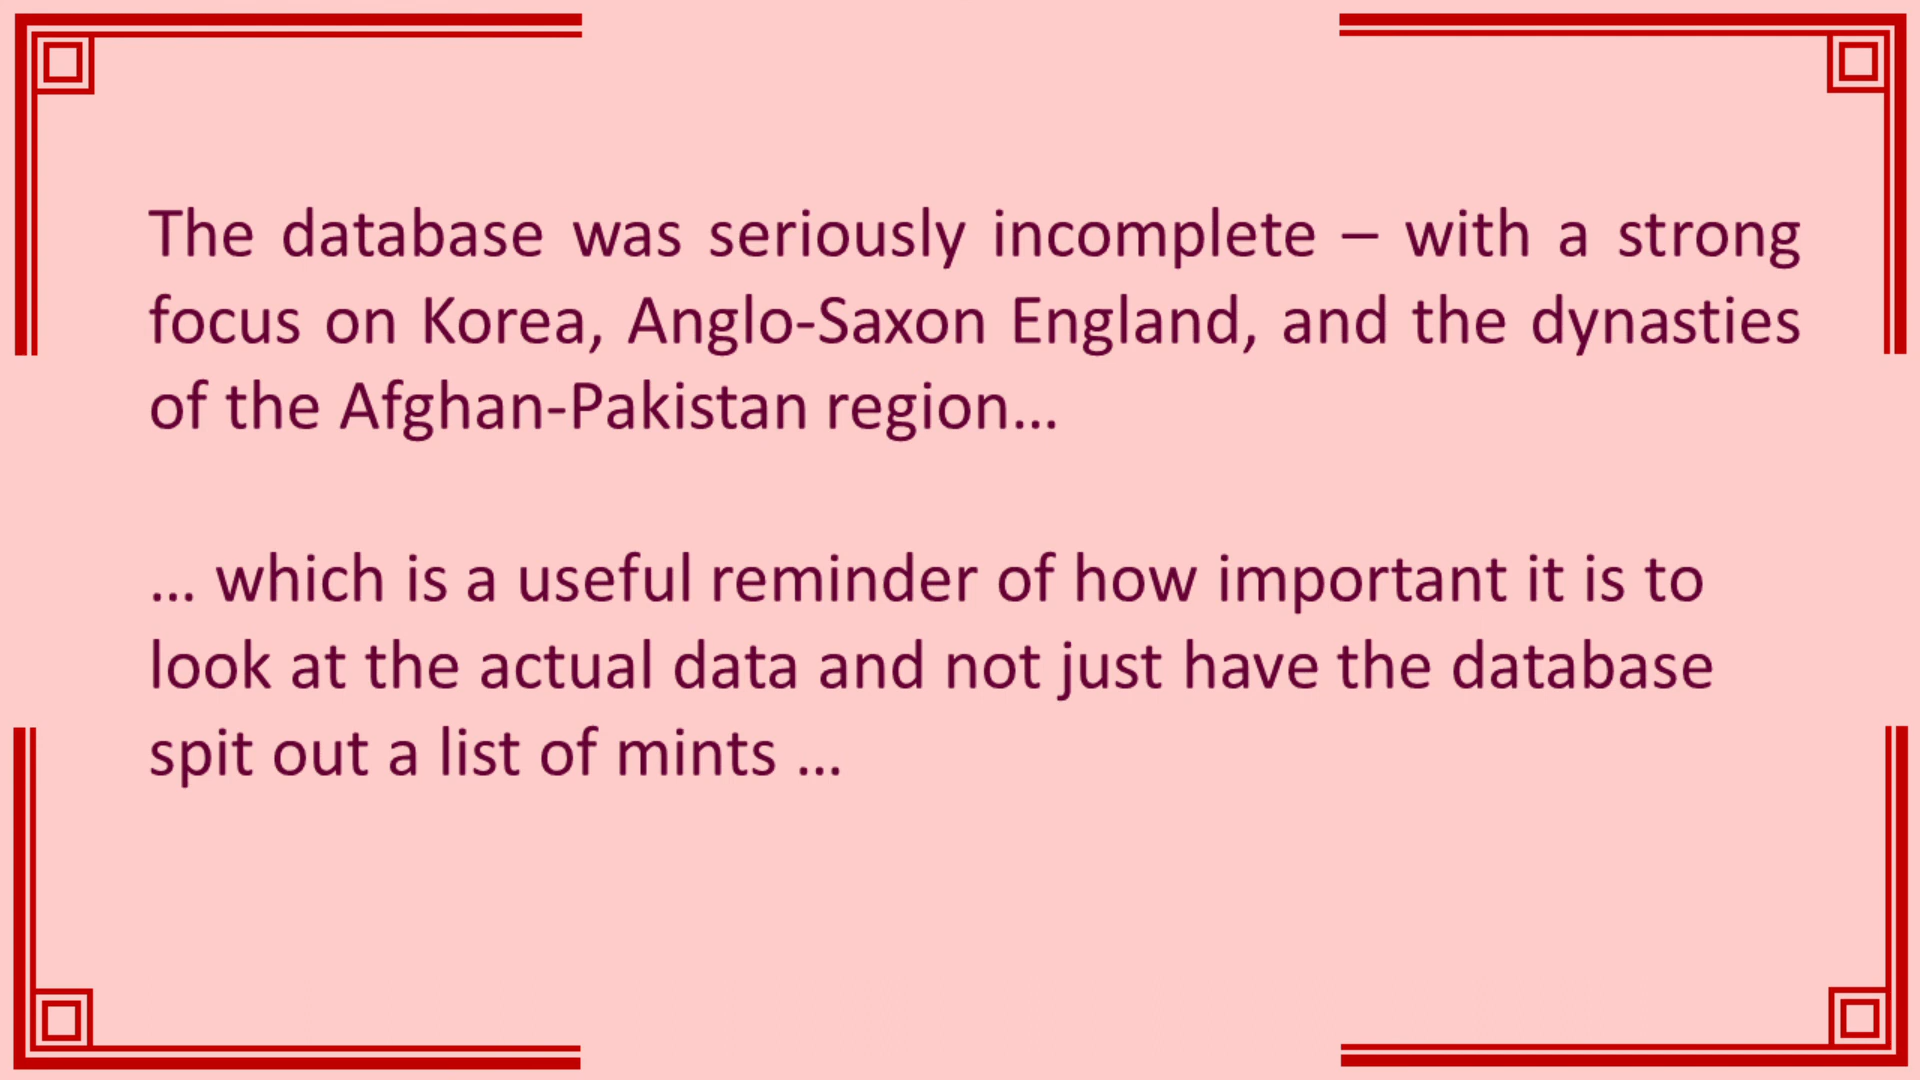 The database was seriously incomplete – with a strong
focus on Korea, Anglo-Saxon England, and the dynasties
of the Afghan-Pakistan region...
... which is a useful reminder of how important it is to
look at the actual data and not just have the database
spit out a list of mints ...